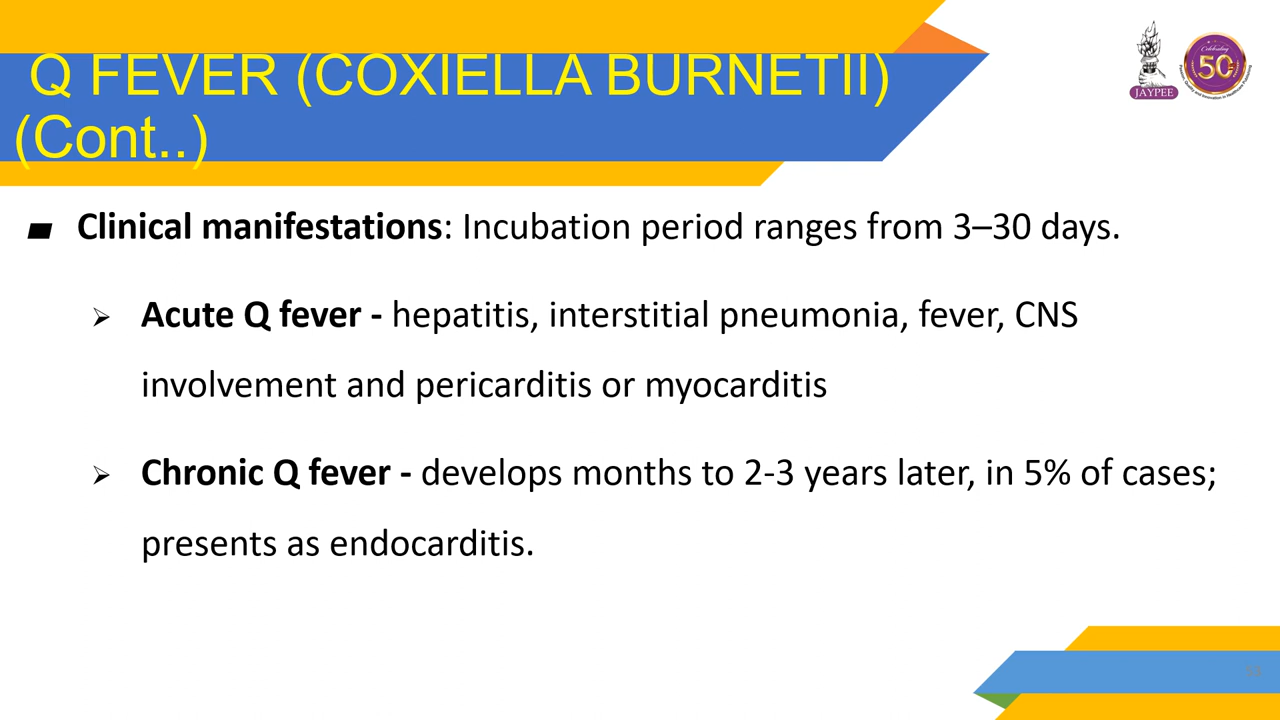 Q FEVER (COXIELLA BURNETII)
(Cont..)
JAYPEE
Celebrating
50
Clinical manifestations: Incubation period ranges from 3–30 days.
Acute Q fever - hepatitis, interstitial pneumonia, fever, CNS
involvement and pericarditis or myocarditis
Chronic Q fever - develops months to 2-3 years later, in 5% of cases;
presents as endocarditis.